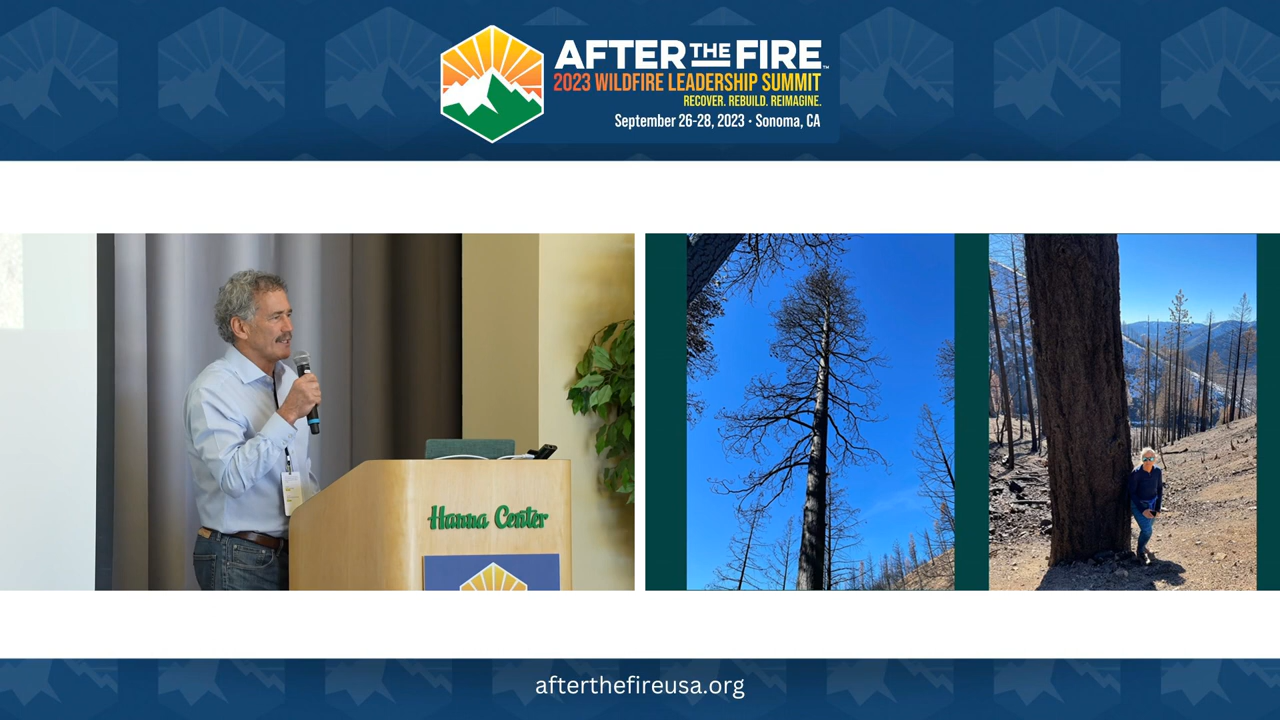 AFTER THE FIRE™
2023 WILDFIRE LEADERSHIP SUMMIT
RECOVER. REBUILD. REIMAGINE.
September 26-28, 2023 • Sonoma, CA
Hanna Center
afterthefireusa.org